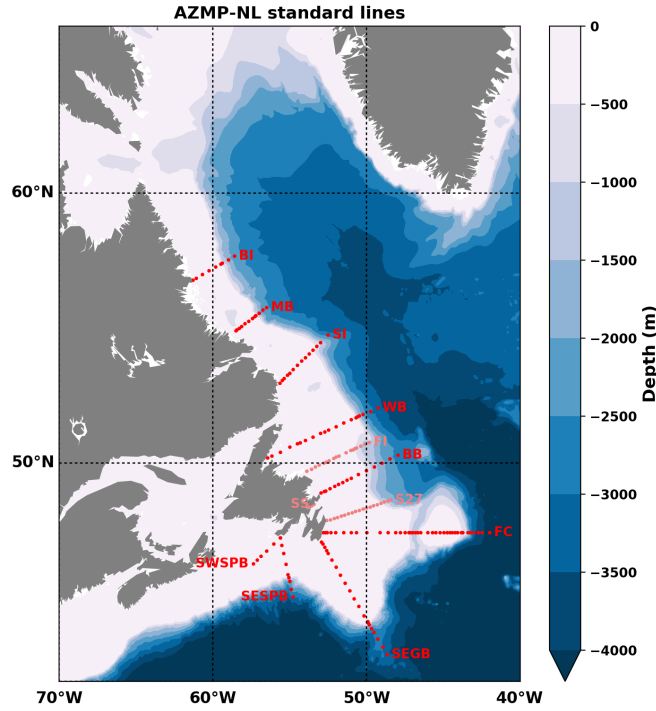 AZMP-NL standard lines
60°N
50°N
70°W
60°W
50°W
40°W
BI
MB
SI
WB
FI
BB
SS
S27
FC
SWSPB
SESPB
SEGB
0
−500
−1000
−1500
−2000
−2500
−3000
−3500
−4000
Depth (m)